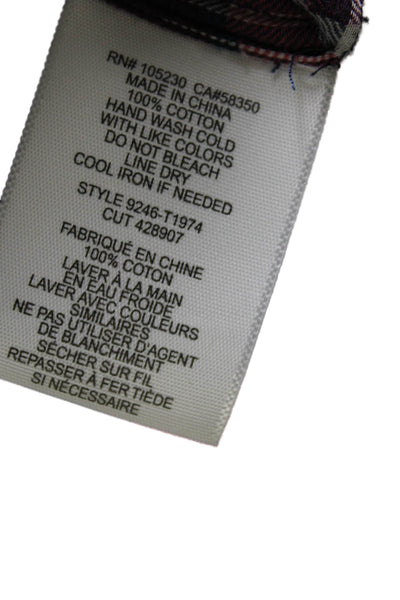 RN# 105230 CA#58350
MADE IN CHINA
100% COTTON
HAND WASH COLD
WITH LIKE COLORS
DO NOT BLEACH
LINE DRY
COOL IRON IF NEEDED
STYLE 9246-T1974
CUT 428907
FABRIQUÉ EN CHINE
100% COTON
LAVER À LA MAIN
EN EAU FROIDE
LAVER AVEC COULEURS
SIMILAIRES
NE PAS UTILISER D'AGENT
DE BLANCHIMENT
SÉCHER SUR FIL
REPASSER À FER TIÈDE
SI NÉCESSAIRE